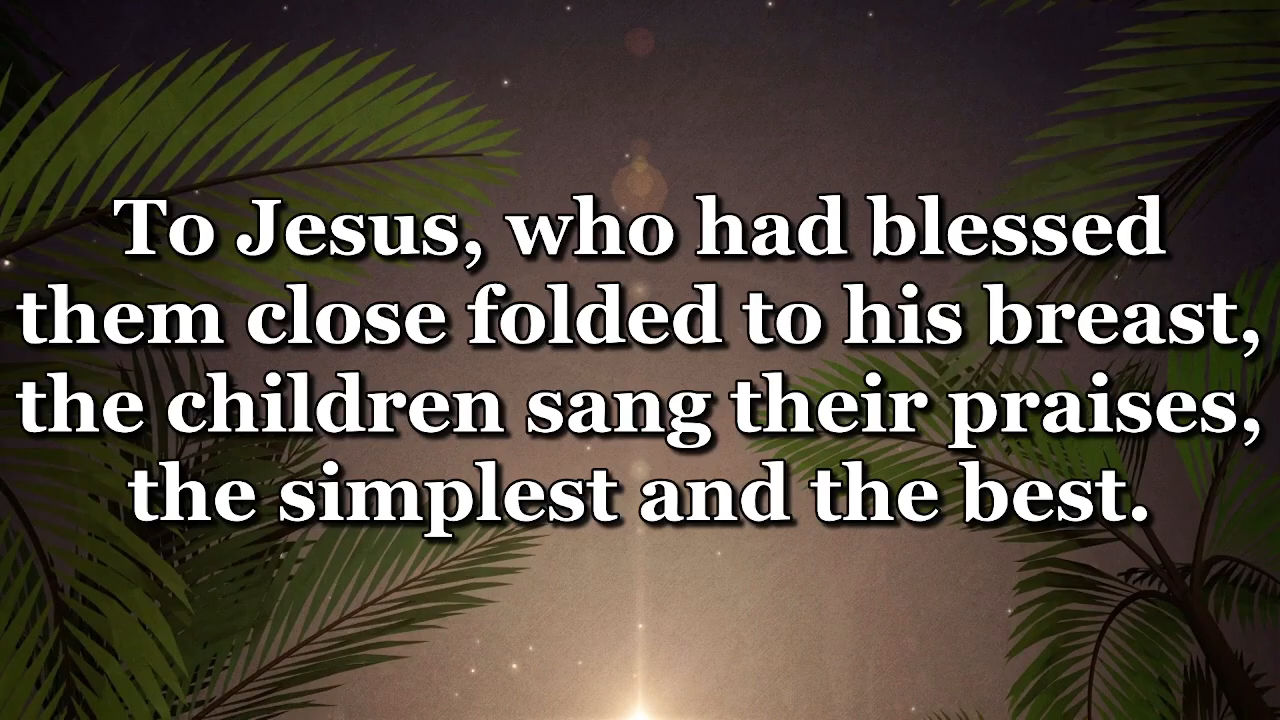 To Jesus, who had blessed
them close folded to his breast,
the children sang their praises,
the simplest and the best.